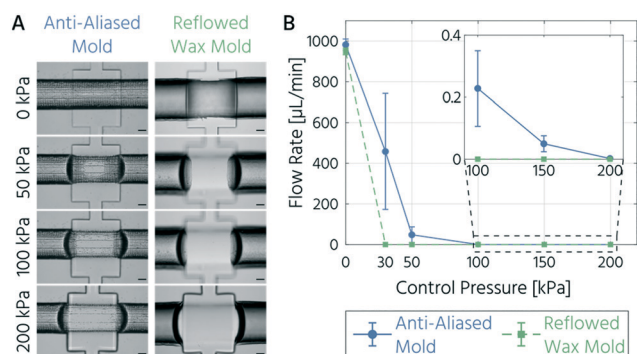 A
Anti-Aliased
Mold
Reflowed
Wax Mold
0 kPa
50 kPa
100 kPa
200 kPa
B
Flow Rate [µL/min]
1000
800
600
400
200
0
0
30
50
100
150
200
Control Pressure [kPa]
0.4
0.2
0
100
150
200
Anti-Aliased
Mold
Reflowed
Wax Mold